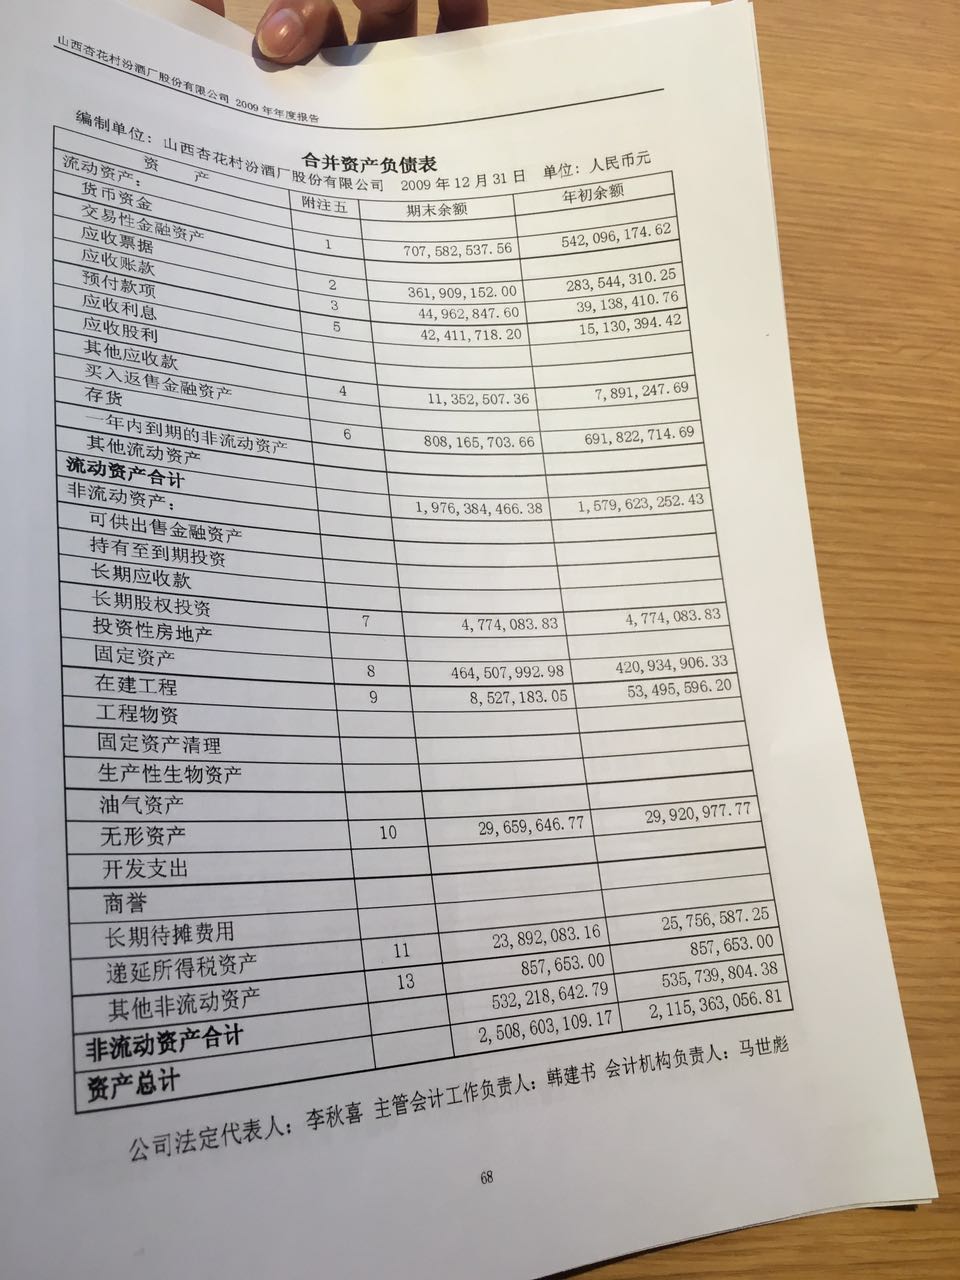 山西杏花村汾酒厂股份有限公司 2009 年年度报告
合并资产负债表
编制单位：山西杏花村汾酒厂股份有限公司 2009 年 12 月 31 日 单位：人民币元
资 产 附注五 期末余额 年初余额
流动资产：
货币资金 1 707,582,537.56 542,096,174.62
交易性金融资产
应收票据 2 361,909,152.00 283,544,310.25
应收账款 3 44,962,847.60 39,138,410.76
预付款项 5 42,411,718.20 15,130,394.42
应收利息
应收股利
其他应收款 4 11,352,507.36 7,891,247.69
买入返售金融资产
存货 6 808,165,703.66 691,822,714.69
一年内到期的非流动资产
其他流动资产
流动资产合计 1,976,384,466.38 1,579,623,252.43
非流动资产：
可供出售金融资产
持有至到期投资
长期应收款
长期股权投资 7 4,774,083.83 4,774,083.83
投资性房地产
固定资产 8 464,507,992.98 420,934,906.33
在建工程 9 8,527,183.05 53,495,596.20
工程物资
固定资产清理
生产性生物资产
油气资产
无形资产 10 29,659,646.77 29,920,977.77
开发支出
商誉
长期待摊费用 11 23,892,083.16 25,756,587.25
递延所得税资产 13 857,653.00 857,653.00
其他非流动资产
非流动资产合计 532,218,642.79 535,739,804.38
资产总计 2,508,603,109.17 2,115,363,056.81
公司法定代表人：李秋喜 主管会计工作负责人：韩建书 会计机构负责人：马世彪
68